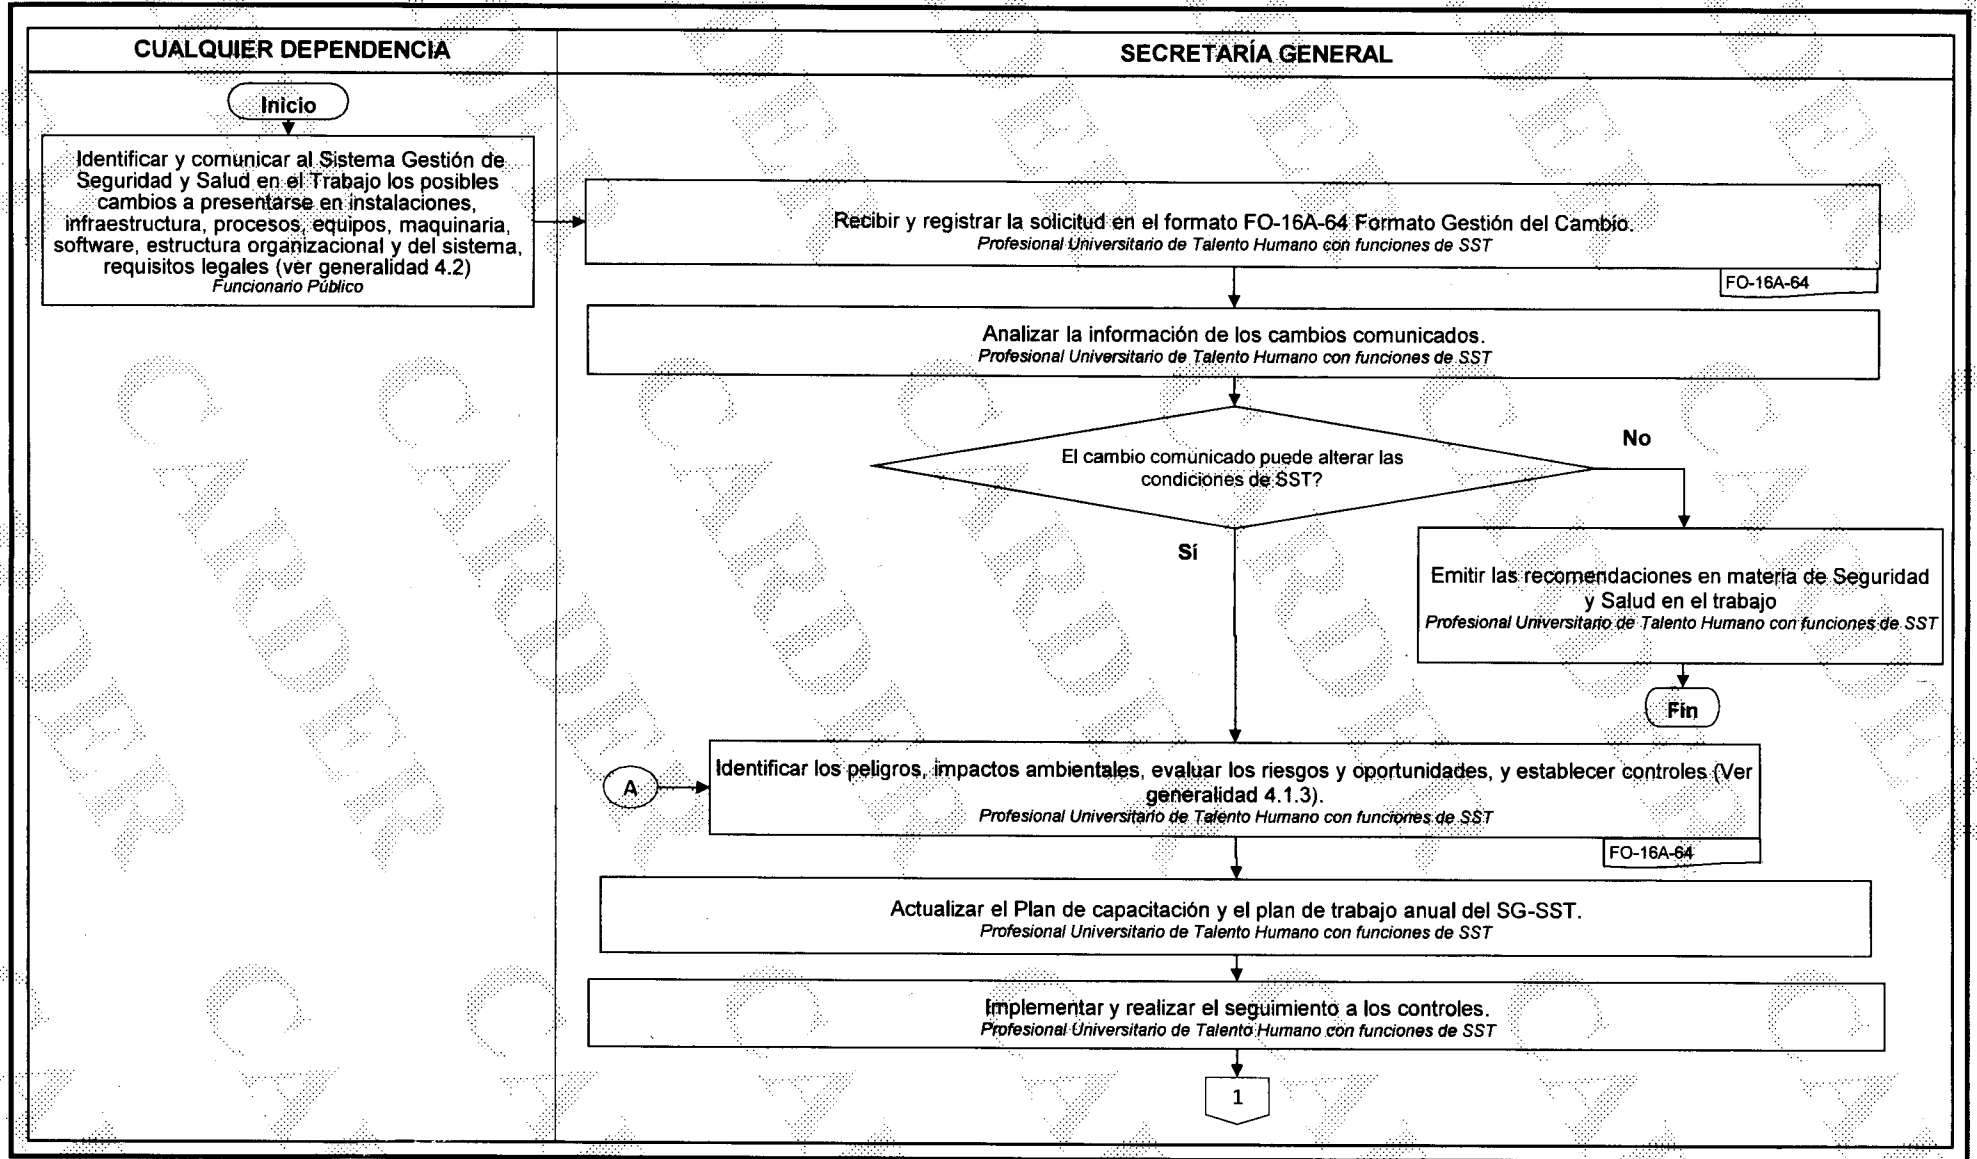 CUALQUIER DEPENDENCIA
SECRETARÍA GENERAL
Inicio
Identificar y comunicar al Sistema Gestión de
Seguridad y Salud en el Trabajo los posibles
cambios a presentarse en instalaciones,
infraestructura, procesos, equipos, maquinaria,
software, estructura organizacional y del sistema,
requisitos legales (ver generalidad 4.2)
Funcionario Público
Recibir y registrar la solicitud en el formato FO-16A-64 Formato Gestión del Cambio.
Profesional Universitario de Talento Humano con funciones de SST
FO-16A-64
Analizar la información de los cambios comunicados.
Profesional Universitario de Talento Humano con funciones de SST
El cambio comunicado puede alterar las
condiciones de SST?
No
Sí
Emitir las recomendaciones en materia de Seguridad
y Salud en el trabajo
Profesional Universitario de Talento Humano con funciones de SST
Fin
A
Identificar los peligros, impactos ambientales, evaluar los riesgos y oportunidades, y establecer controles (Ver
generalidad 4.1.3).
Profesional Universitario de Talento Humano con funciones de SST
FO-16A-64
Actualizar el Plan de capacitación y el plan de trabajo anual del SG-SST.
Profesional Universitario de Talento Humano con funciones de SST
Implementar y realizar el seguimiento a los controles.
Profesional Universitario de Talento Humano con funciones de SST
1
CARDER
CARDER
CARDER
CARDER
CARDER
CARDER